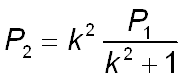 P₂ = k² P₁ / (k² + 1)